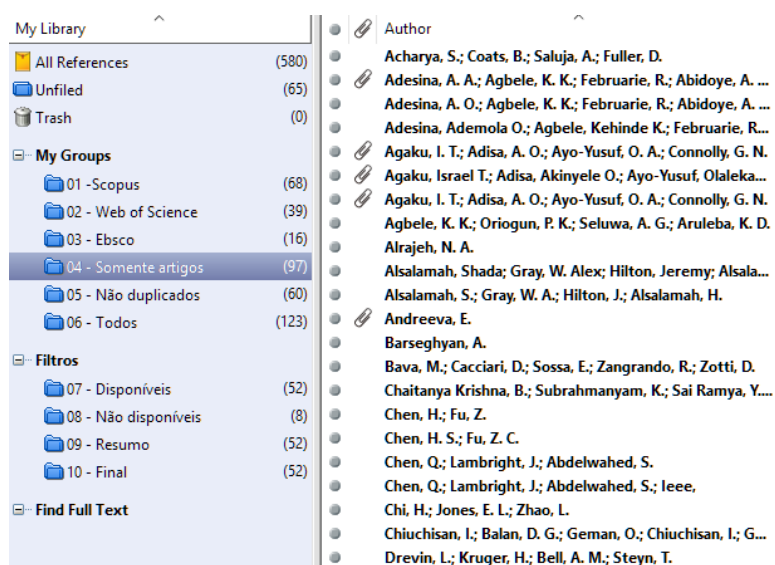 My Library
All References (580)
Unfiled (65)
Trash (0)
My Groups
01 -Scopus (68)
02 - Web of Science (39)
03 - Ebsco (16)
04 - Somente artigos (97)
05 - Não duplicados (60)
06 - Todos (123)
Filtros
07 - Disponíveis (52)
08 - Não disponíveis (8)
09 - Resumo (52)
10 - Final (52)
Find Full Text
Author
Acharya, S.; Coats, B.; Saluja, A.; Fuller, D.
Adesina, A. A.; Agbele, K. K.; Februarie, R.; Abidoye, A. ...
Adesina, A. O.; Agbele, K. K.; Februarie, R.; Abidoye, A. ...
Adesina, Ademola O.; Agbele, Kehinde K.; Februarie, R...
Agaku, I. T.; Adisa, A. O.; Ayo-Yusuf, O. A.; Connolly, G. N.
Agaku, Israel T.; Adisa, Akinyele O.; Ayo-Yusuf, Olaleka...
Agaku, I. T.; Adisa, A. O.; Ayo-Yusuf, O. A.; Connolly, G. N.
Agbele, K. K.; Oriogun, P. K.; Seluwa, A. G.; Aruleba, K. D.
Alrajeh, N. A.
Alsalamah, Shada; Gray, W. Alex; Hilton, Jeremy; Alsala...
Alsalamah, S.; Gray, W. A.; Hilton, J.; Alsalamah, H.
Andreeva, E.
Barseghyan, A.
Bava, M.; Cacciari, D.; Sossa, E.; Zangrando, R.; Zotti, D.
Chaitanya Krishna, B.; Subrahmanyam, K.; Sai Ramya, Y....
Chen, H.; Fu, Z.
Chen, H. S.; Fu, Z. C.
Chen, Q.; Lambright, J.; Abdelwahed, S.
Chen, Q.; Lambright, J.; Abdelwahed, S.; Ieee,
Chi, H.; Jones, E. L.; Zhao, L.
Chiuchisan, I.; Balan, D. G.; Geman, O.; Chiuchisan, I.; G...
Drevin, L.; Kruger, H.; Bell, A. M.; Steyn, T.